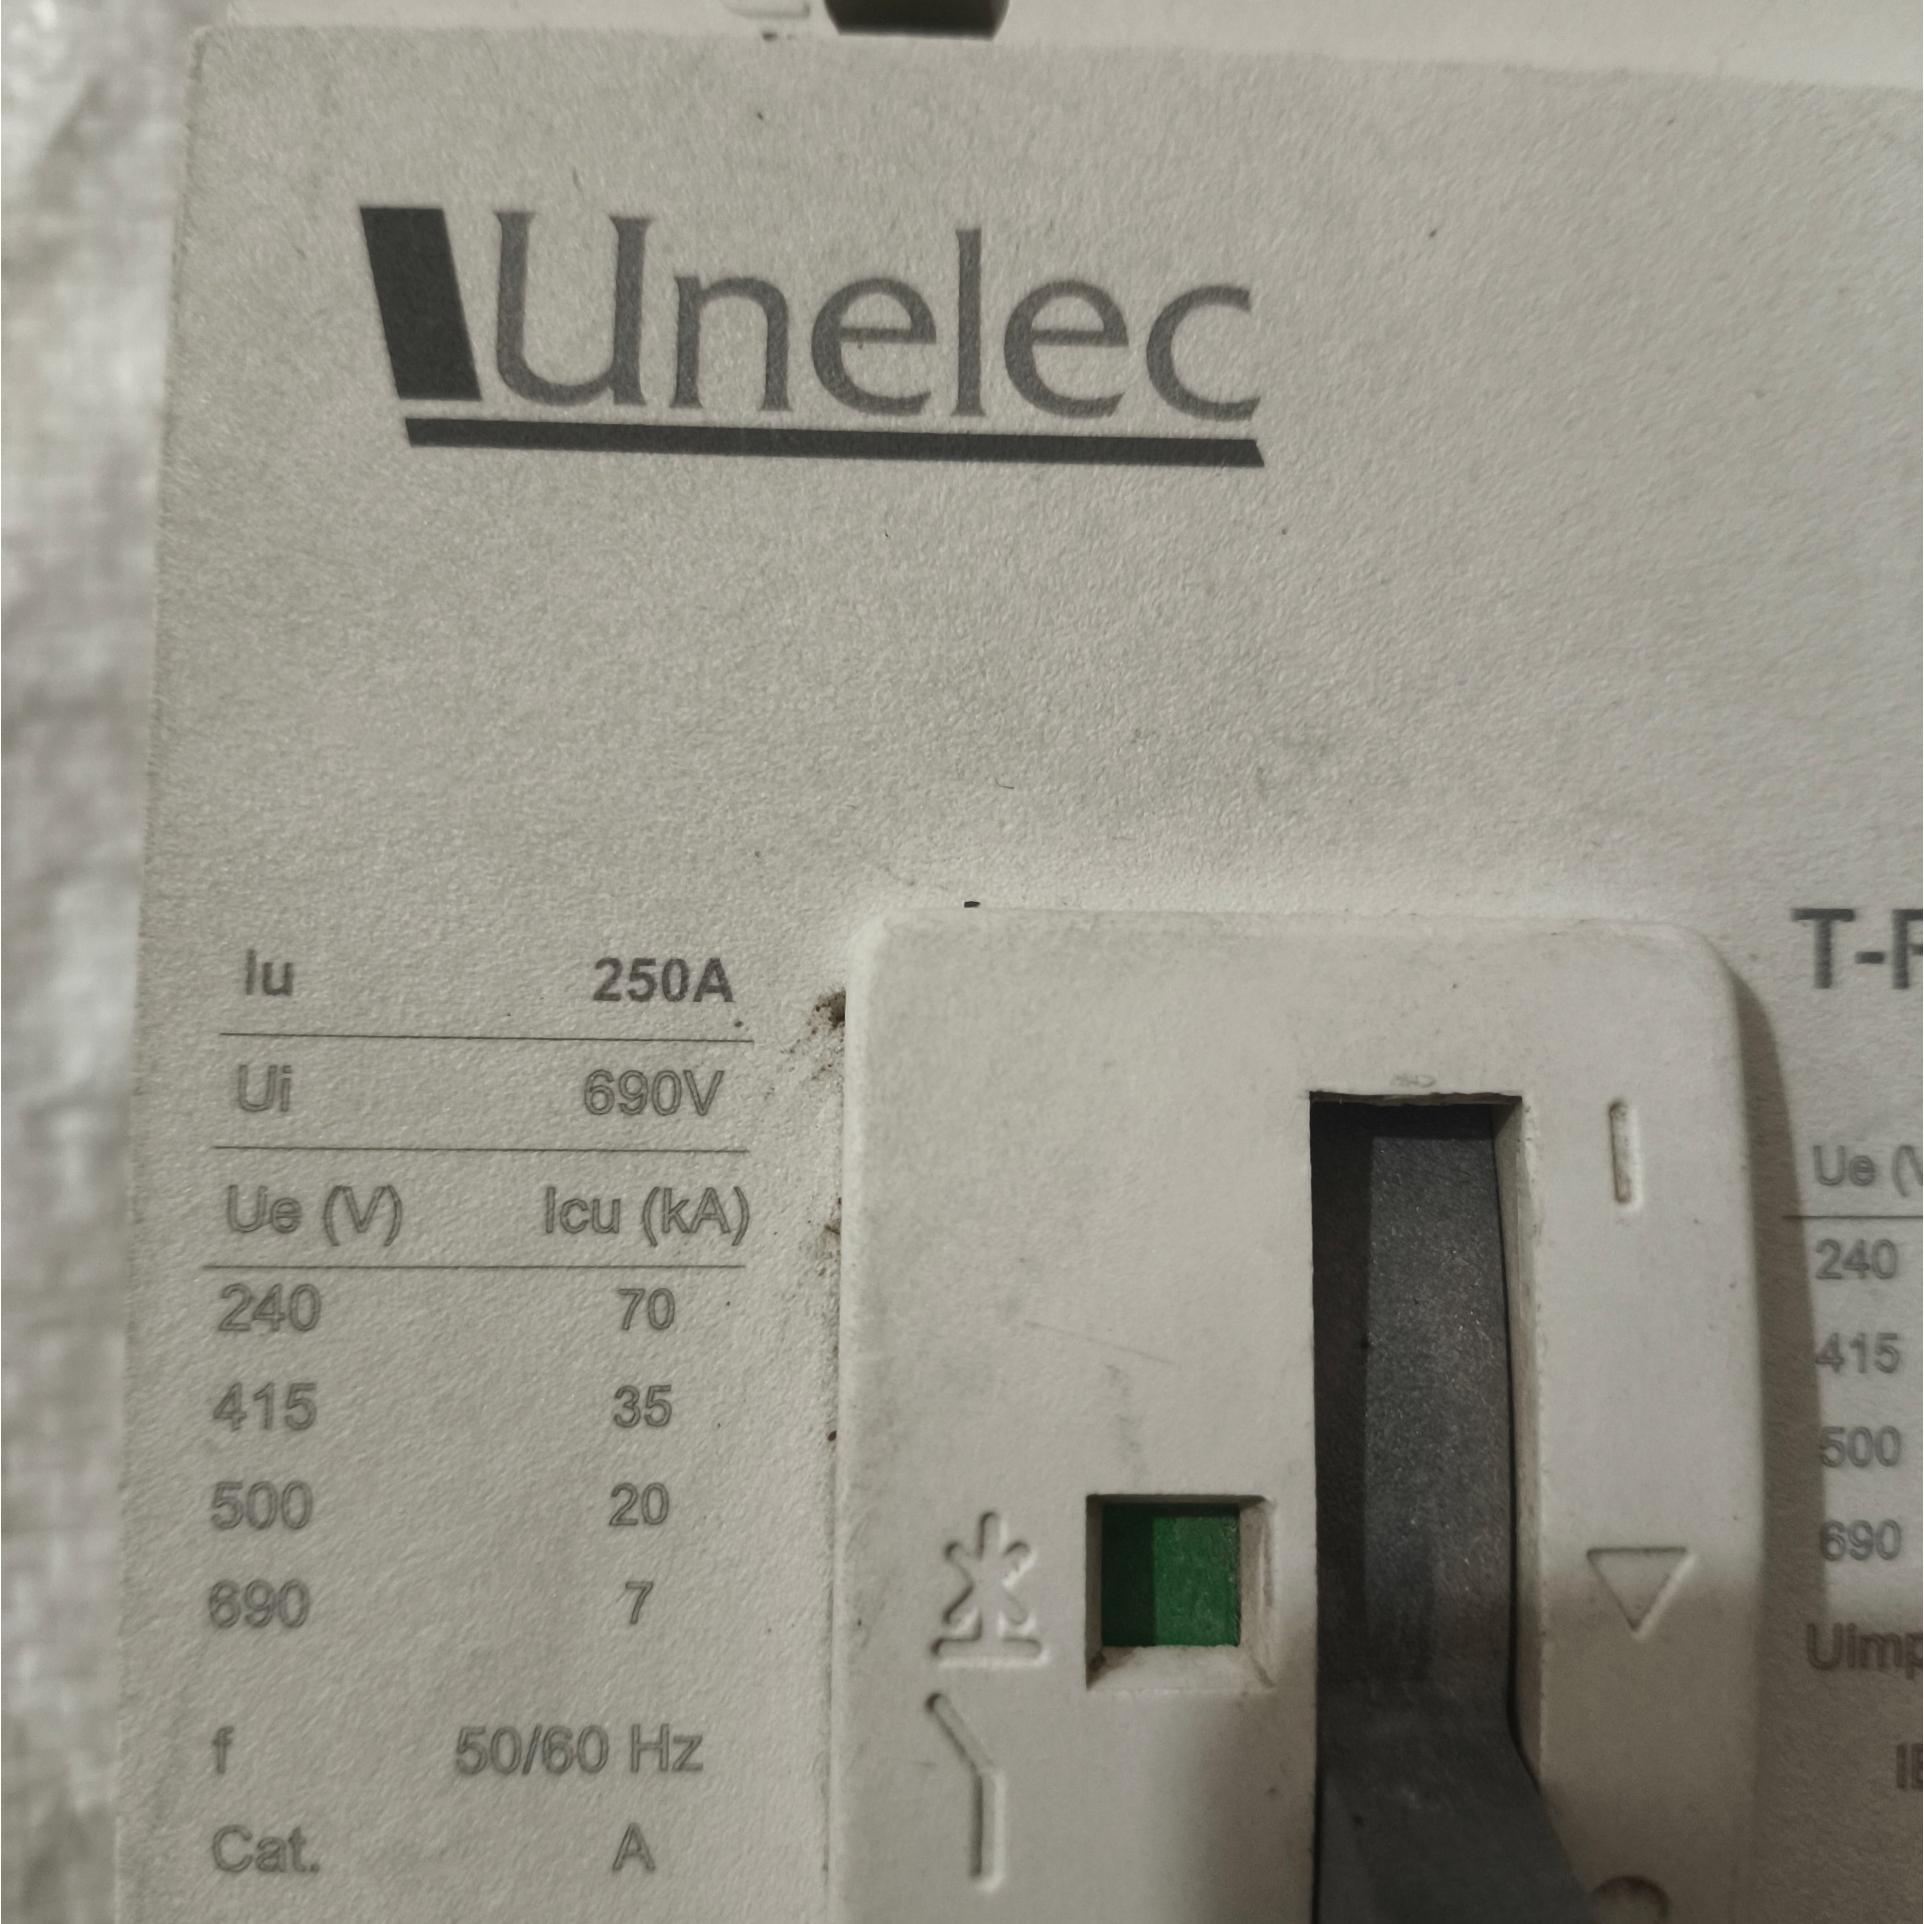 Unelec
Iu 250A
Ui 690V
Ue (V) Icu (kA)
240 70
415 35
500 20
690 7
f 50/60 Hz
Cat. A
I
Ue
240
415
500
690
Uimp